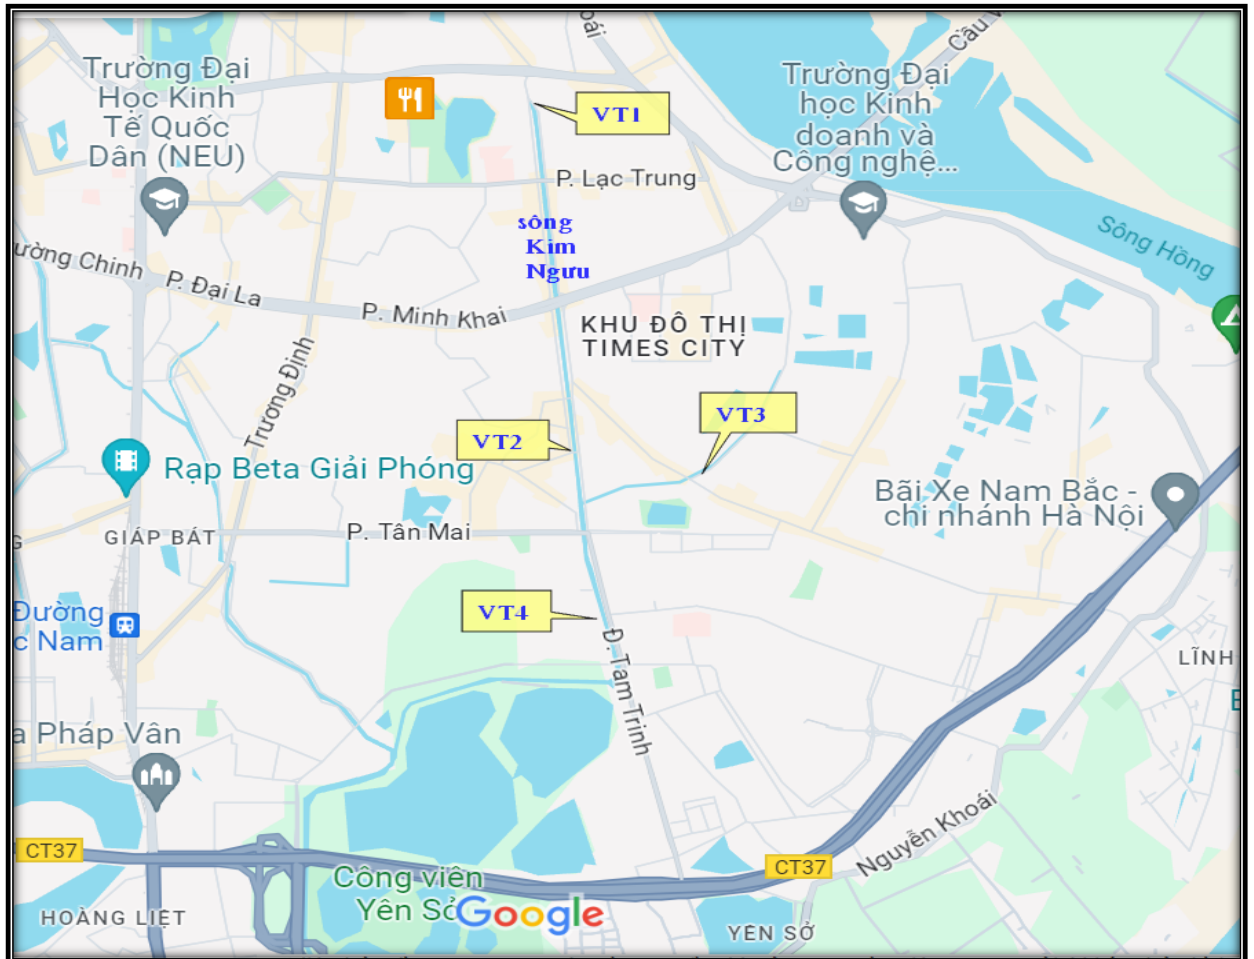 oái
Cầu V
Trường Đại
Học Kinh
Tế Quốc
Dân (NEU)
VT1
Trường Đại
học Kinh
doanh và
Công nghệ...
P. Lạc Trung
sông
Kim
Ngưu
Sông Hồng
ường Chinh
P. Đại La
P. Minh Khai
KHU ĐÔ THỊ
TIMES CITY
Trương Định
VT3
VT2
Rạp Beta Giải Phóng
Bãi Xe Nam Bắc -
chi nhánh Hà Nội
GIÁP BÁT
P. Tân Mai
G
VT4
Đường
c Nam
Đ. Tam Trinh
LĨNH
a Pháp Vân
CT37
CT37
Nguyễn Khoái
Công viên
Yên Sở
Google
HOÀNG LIỆT
YÊN SỞ